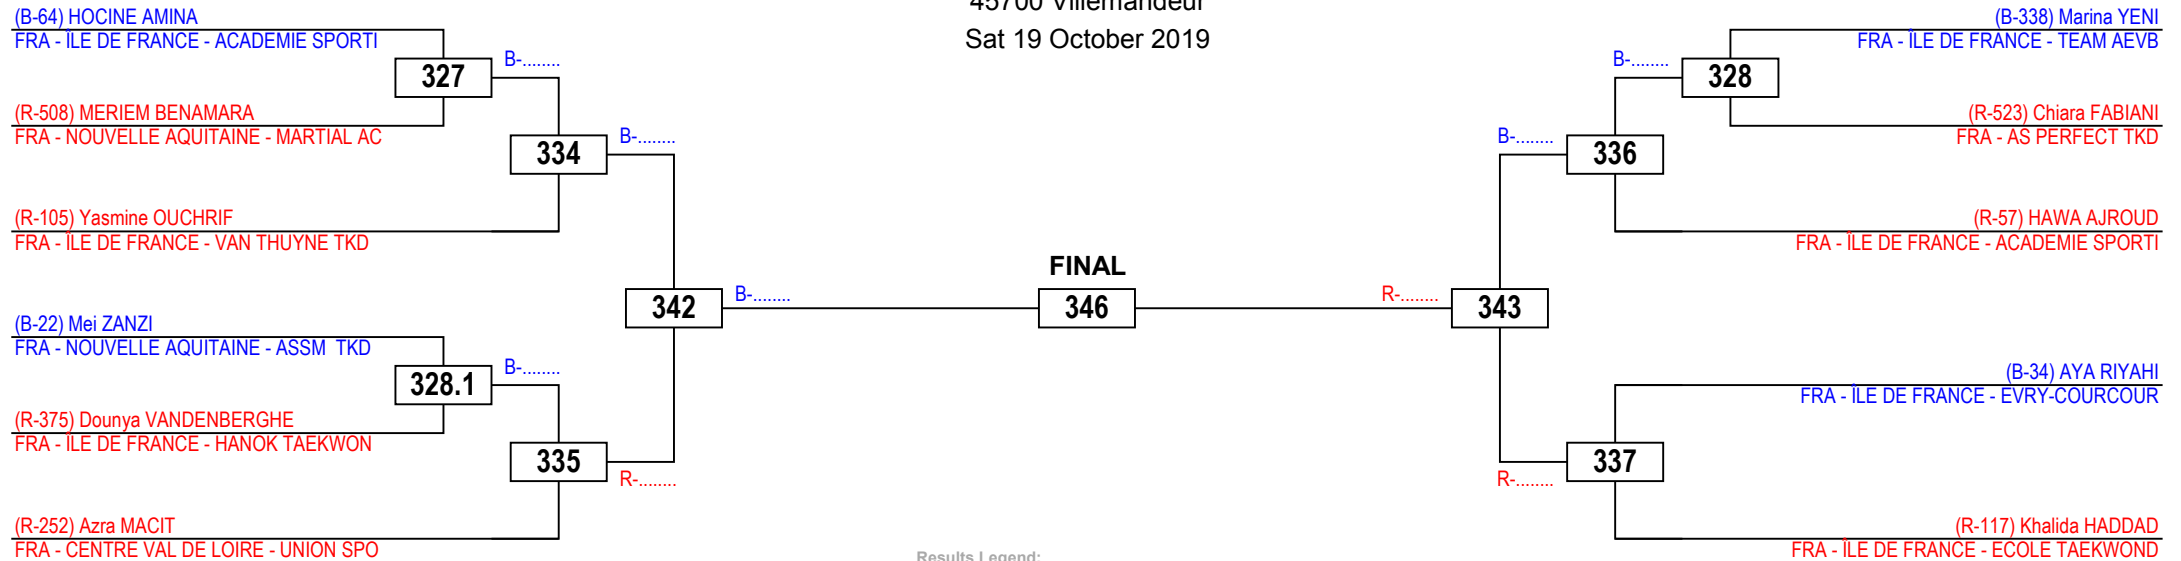 45700 Villemandeur
Sat 19 October 2019
(B-64) HOCINE AMINA
FRA - ÎLE DE FRANCE - ACADEMIE SPORTI
327
B-........
(R-508) MERIEM BENAMARA
FRA - NOUVELLE AQUITAINE - MARTIAL AC
334
B-........
(R-105) Yasmine OUCHRIF
FRA - ÎLE DE FRANCE - VAN THUYNE TKD
342
B-........
(B-22) Mei ZANZI
FRA - NOUVELLE AQUITAINE - ASSM  TKD
328.1
B-........
(R-375) Dounya VANDENBERGHE
FRA - ÎLE DE FRANCE - HANOK TAEKWON
335
R-........
(R-252) Azra MACIT
FRA - CENTRE VAL DE LOIRE - UNION SPO
FINAL
346
(B-338) Marina YENI
FRA - ÎLE DE FRANCE - TEAM AEVB
B-........
328
(R-523) Chiara FABIANI
FRA - AS PERFECT TKD
B-........
336
(R-57) HAWA AJROUD
FRA - ÎLE DE FRANCE - ACADEMIE SPORTI
R-........
343
(B-34) AYA RIYAHI
FRA - ÎLE DE FRANCE - EVRY-COURCOUR
337
R-........
(R-117) Khalida HADDAD
FRA - ÎLE DE FRANCE - ECOLE TAEKWOND
Results Legend: